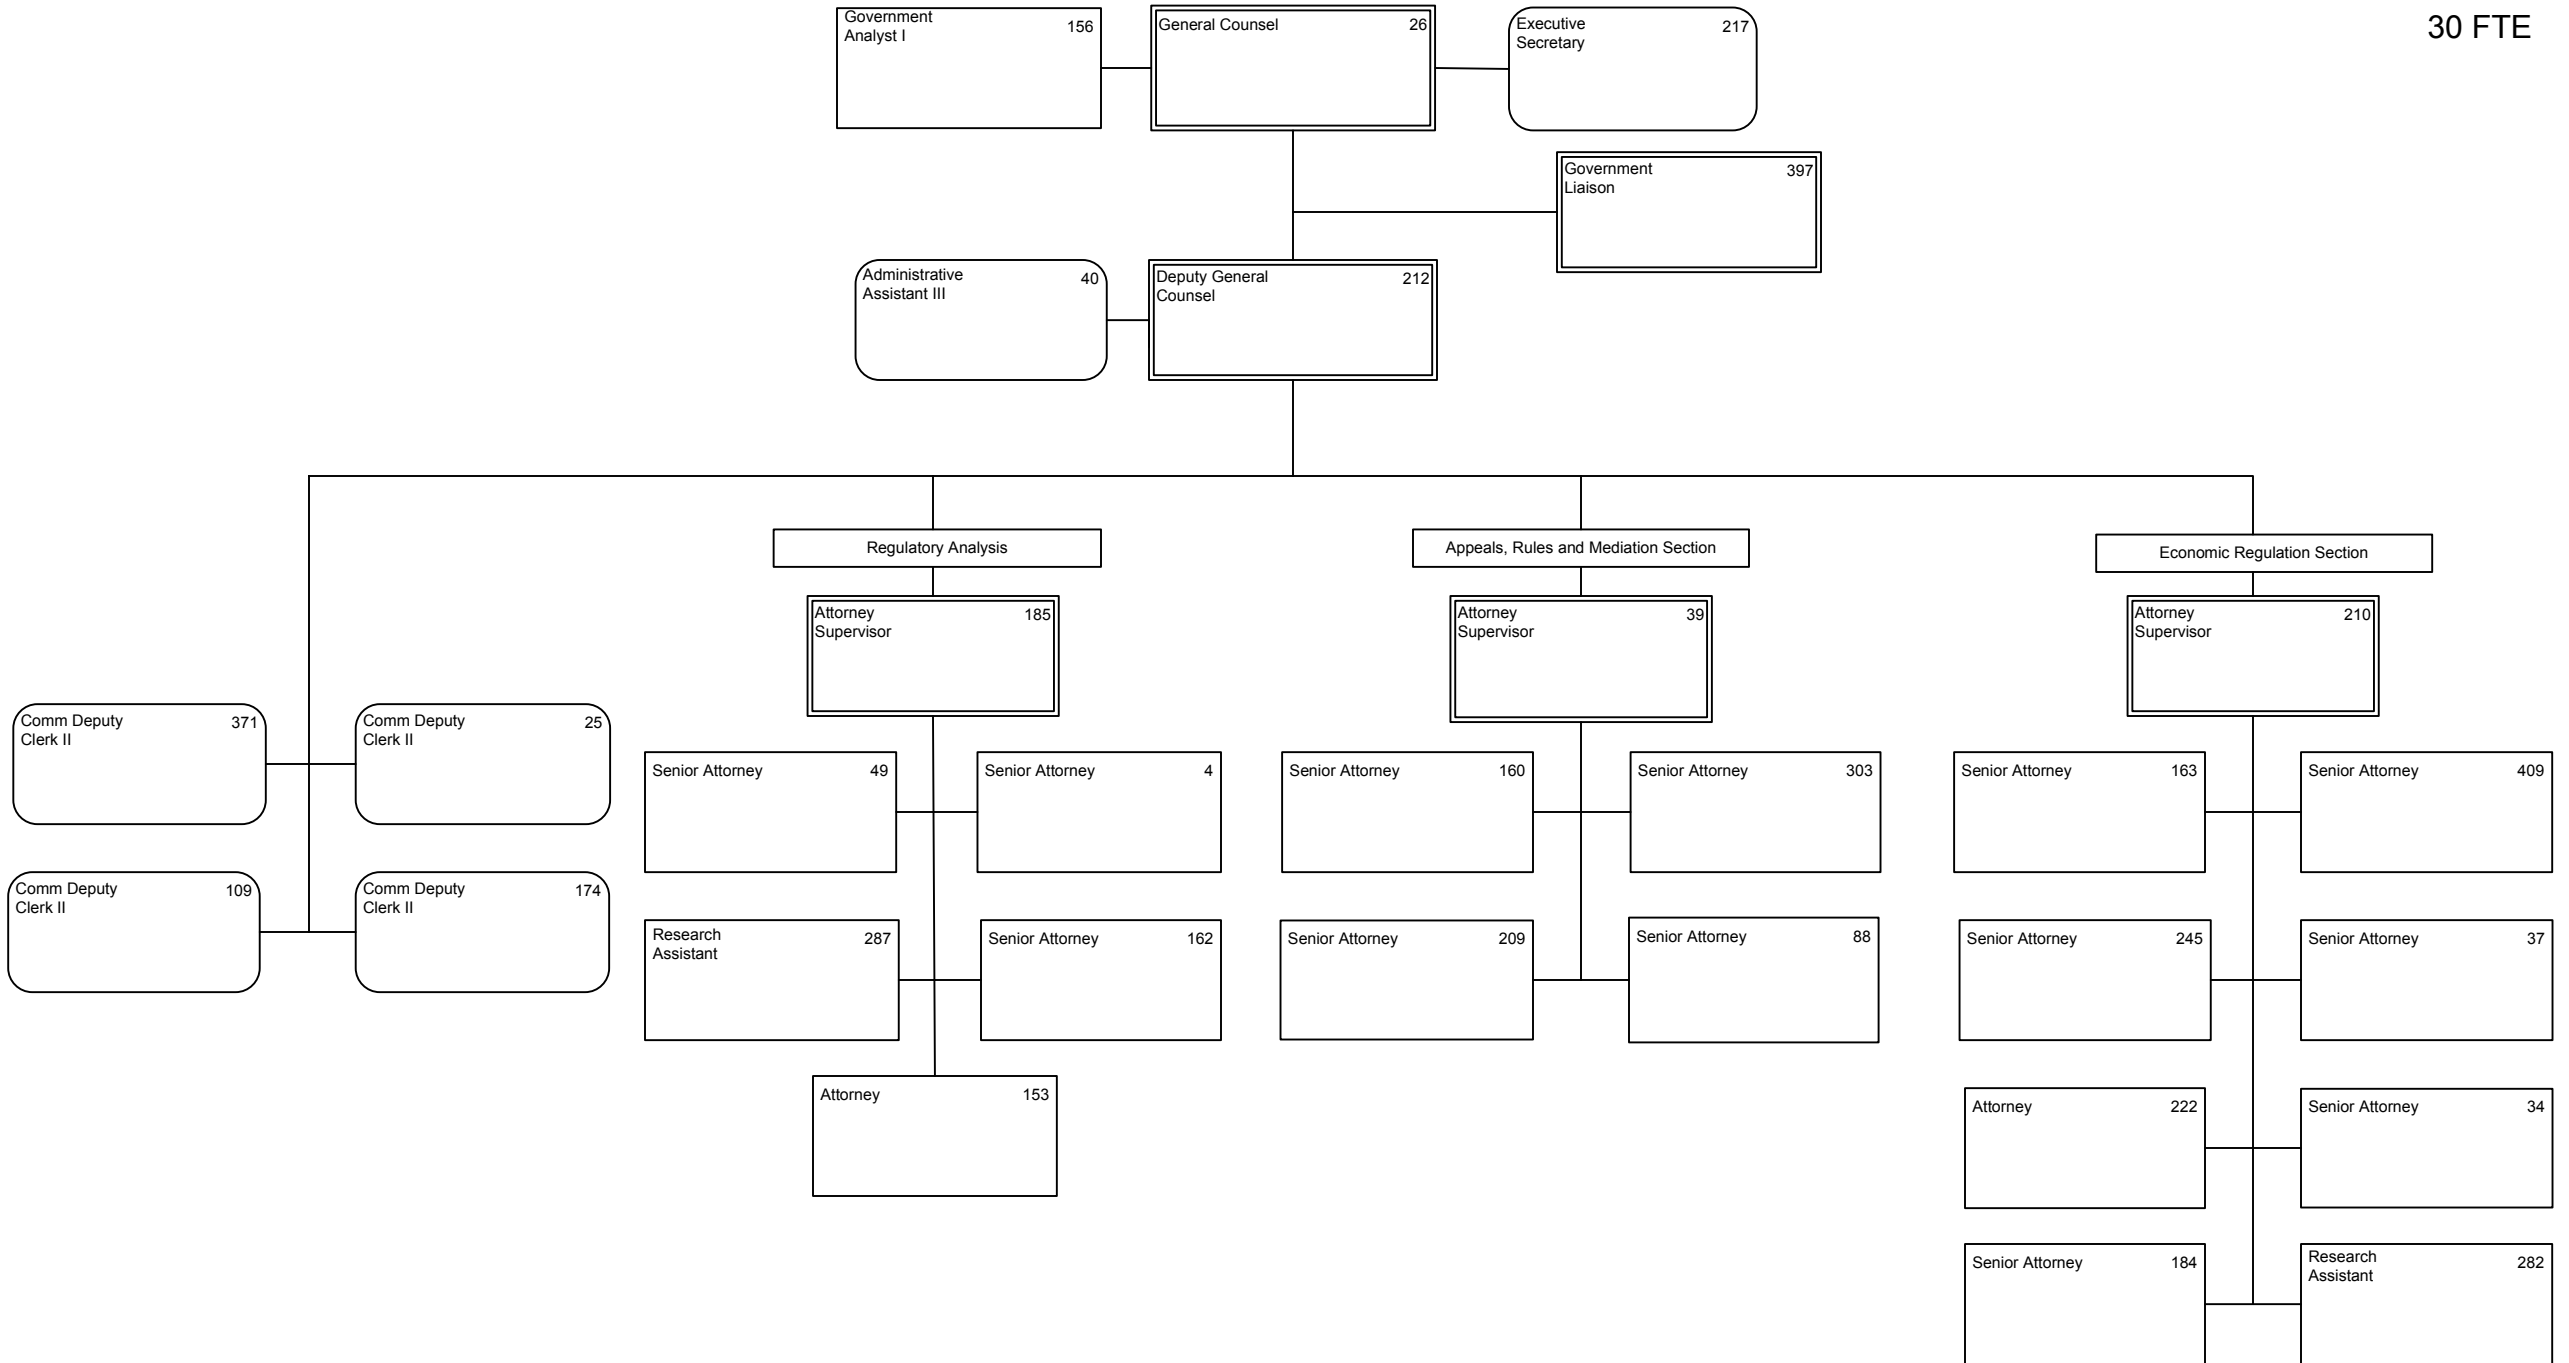 30 FTE
Government
Analyst I
156
General Counsel
26
Executive
Secretary
217
Government
Liaison
397
Administrative
Assistant III
40
Deputy General
Counsel
212
Regulatory Analysis
Appeals, Rules and Mediation Section
Economic Regulation Section
Attorney
Supervisor
185
Attorney
Supervisor
39
Attorney
Supervisor
210
Comm Deputy
Clerk II
371
Comm Deputy
Clerk II
25
Comm Deputy
Clerk II
109
Comm Deputy
Clerk II
174
Senior Attorney
49
Senior Attorney
4
Research
Assistant
287
Senior Attorney
162
Attorney
153
Senior Attorney
160
Senior Attorney
303
Senior Attorney
209
Senior Attorney
88
Senior Attorney
163
Senior Attorney
409
Senior Attorney
245
Senior Attorney
37
Attorney
222
Senior Attorney
34
Senior Attorney
184
Research
Assistant
282